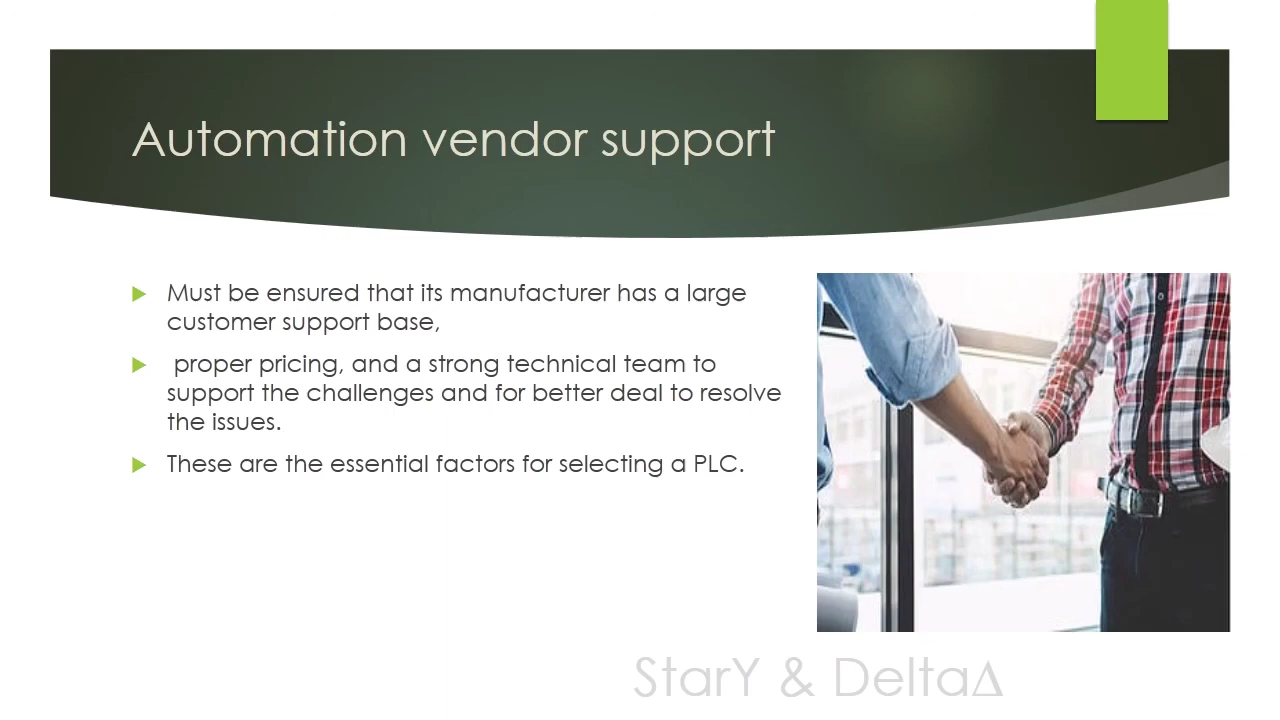 Automation vendor support
Must be ensured that its manufacturer has a large
customer support base,
proper pricing, and a strong technical team to
support the challenges and for better deal to resolve
the issues.
These are the essential factors for selecting a PLC.
StarY & DeltaΔ